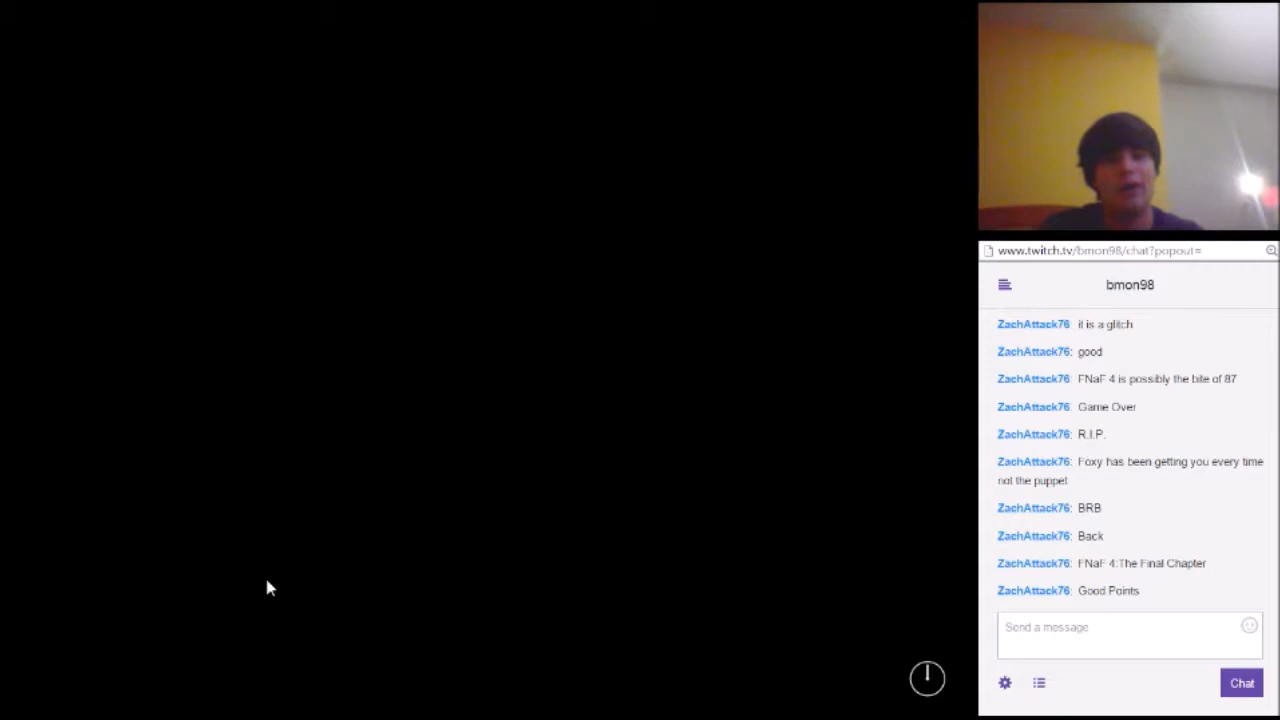 www.twitch.tv/bmon98/chat?popout=
bmon98
ZachAttack76: it is a glitch
ZachAttack76: good
ZachAttack76: FNaF 4 is possibly the bite of 87
ZachAttack76: Game Over
ZachAttack76: R.I.P.
ZachAttack76: Foxy has been getting you every time
not the puppet
ZachAttack76: BRB
ZachAttack76: Back
ZachAttack76: FNaF 4:The Final Chapter
ZachAttack76: Good Points
Send a message
Chat